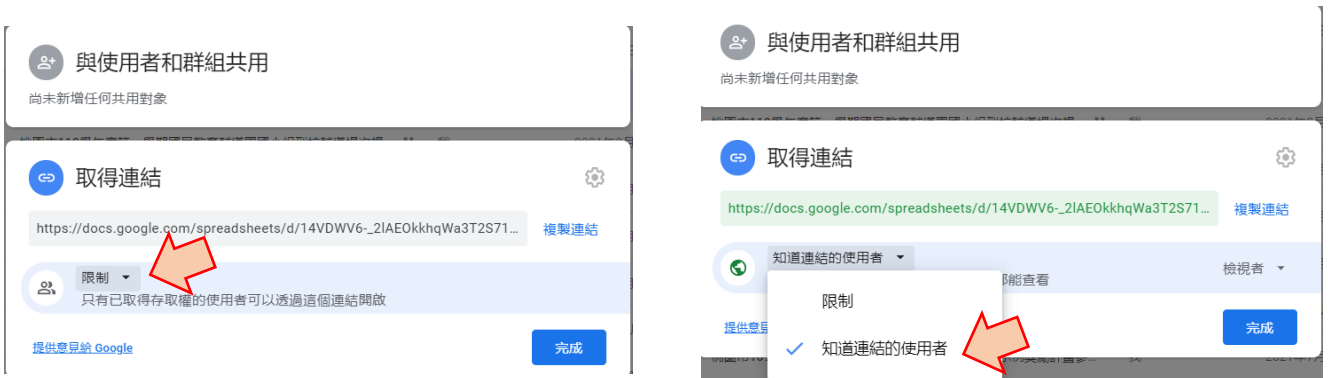 與使用者和群組共用
尚未新增任何共用對象
取得連結
https://docs.google.com/spreadsheets/d/14VDWV6-_2lAEOkkhqWa3T2S71...
複製連結
限制
只有已取得存取權的使用者可以透過這個連結開啟
提供意見給 Google
完成
與使用者和群組共用
尚未新增任何共用對象
取得連結
https://docs.google.com/spreadsheets/d/14VDWV6-_2lAEOkkhqWa3T2S71...
複製連結
知道連結的使用者
能查看
檢視者
限制
提供意見
完成
知道連結的使用者